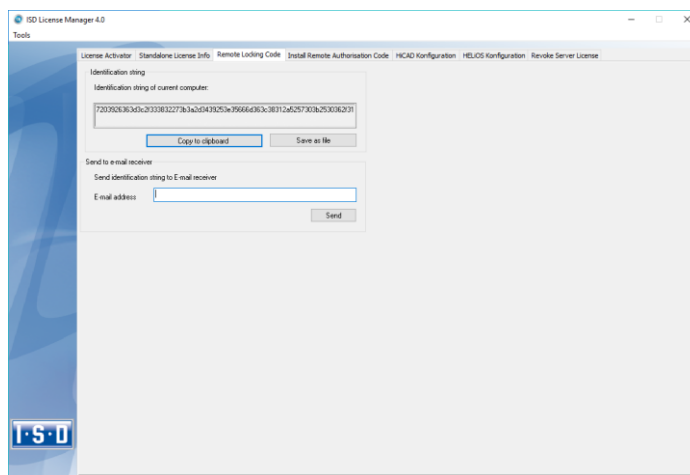 ISD License Manager 4.0
Tools
License Activator Standalone License Info Remote Locking Code Install Remote Authorisation Code HiCAD Konfiguration HELiOS Konfiguration Revoke Server License
Identification string
Identification string of current computer:
7203926363d3c2f333832273b3a2d3439253e35666d363c38312a5257303b2530362f31
Copy to clipboard Save as file
Send to e-mail receiver
Send identification string to E-mail receiver
E-mail address
Send
I·S·D